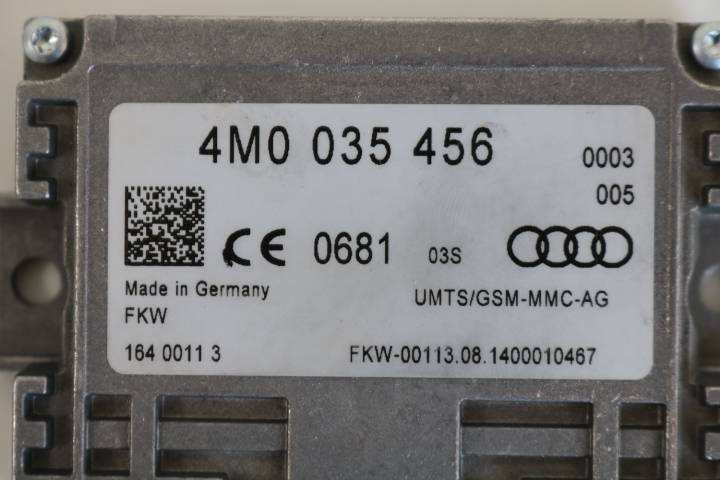 4M0 035 456
0003
005
CE 0681 03S
Made in Germany
UMTS/GSM-MMC-AG
FKW
164 0011 3
FKW-00113.08.1400010467